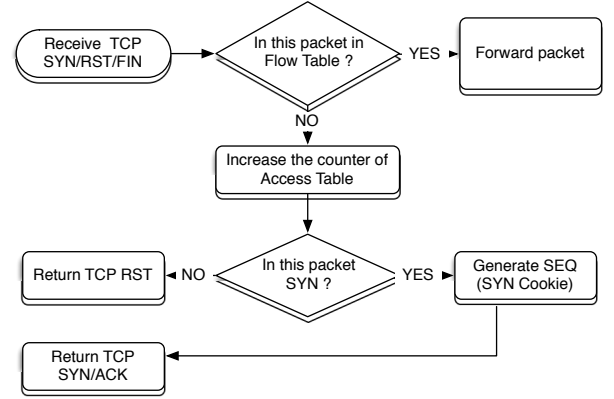 Receive TCP
SYN/RST/FIN
In this packet in
Flow Table ?
YES
Forward packet
NO
Increase the counter of
Access Table
Return TCP RST
NO
In this packet
SYN ?
YES
Generate SEQ
(SYN Cookie)
Return TCP
SYN/ACK